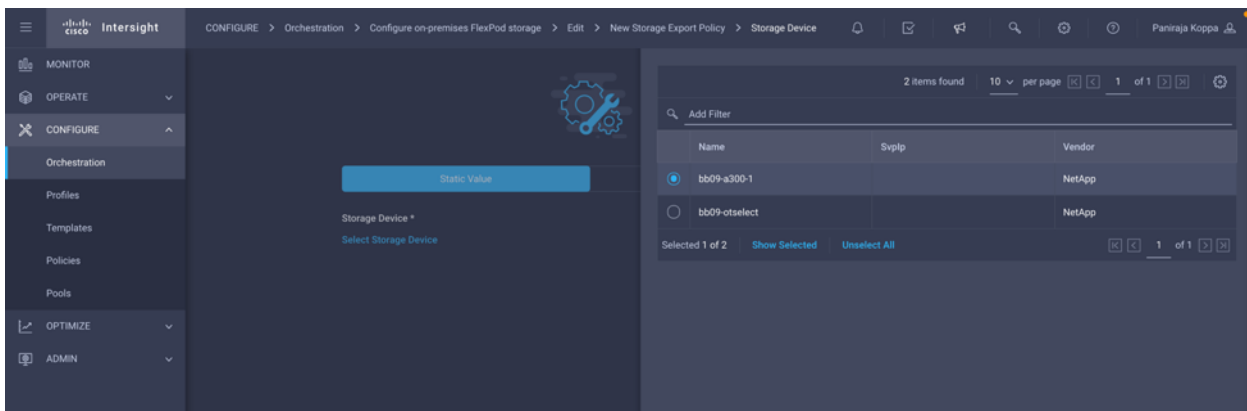 cisco Intersight
CONFIGURE > Orchestration > Configure on-premises FlexPod storage > Edit > New Storage Export Policy > Storage Device
Paniraja Koppa
MONITOR
OPERATE
CONFIGURE
Orchestration
Profiles
Templates
Policies
Pools
OPTIMIZE
ADMIN
Static Value
Storage Device *
Select Storage Device
2 items found 10 per page 1 of 1
Add Filter
Name SvpIp Vendor
bb09-a300-1 NetApp
bb09-otselect NetApp
Selected 1 of 2 Show Selected Unselect All 1 of 1